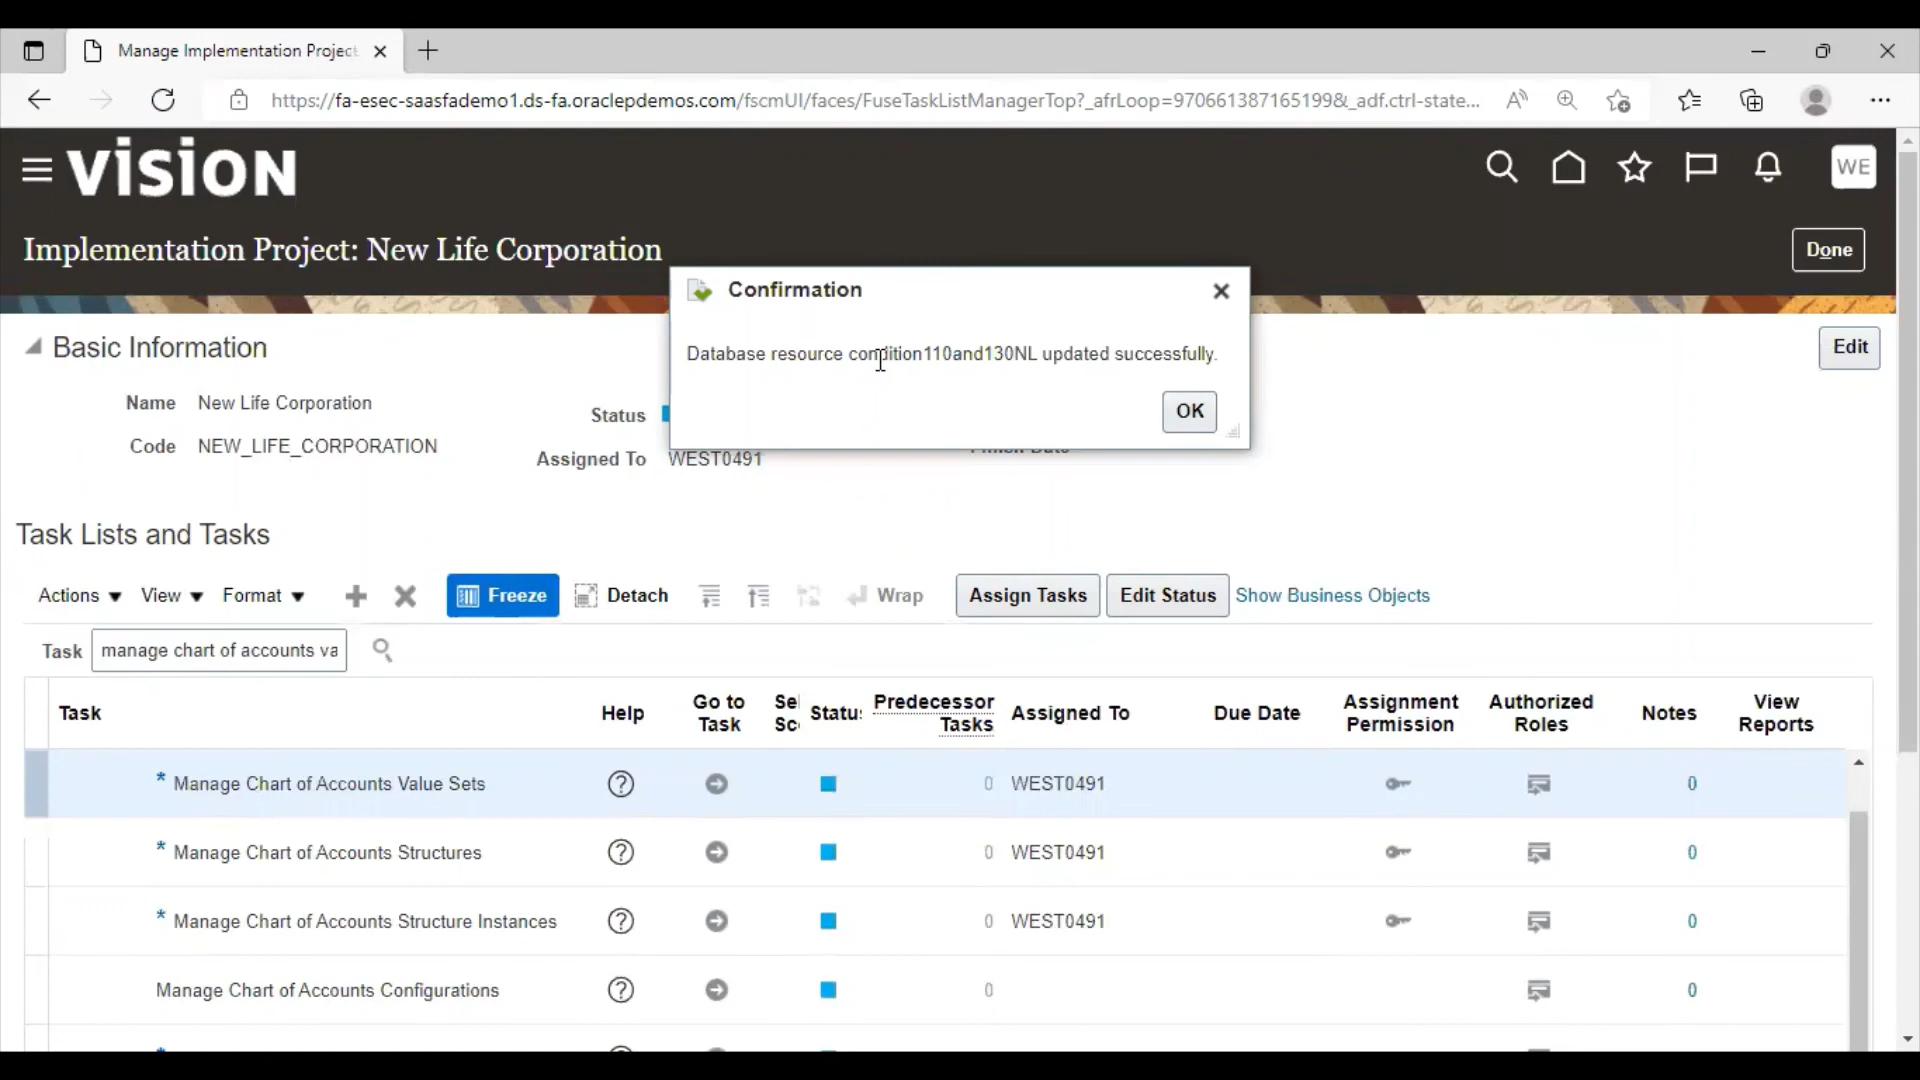 Manage Implementation Project
https://fa-esec-saasfademo1.ds-fa.oraclepdemos.com/fscmUI/faces/FuseTaskListManagerTop?_afrLoop=970661387165199&_adf.ctrl-state...
VISION
WE
Implementation Project: New Life Corporation
Done
Confirmation
Database resource condition110and130NL updated successfully.
OK
Basic Information
Edit
Name New Life Corporation
Status
Code NEW_LIFE_CORPORATION
Assigned To WEST0491
Task Lists and Tasks
Actions View Format Freeze Detach Wrap Assign Tasks Edit Status Show Business Objects
Task manage chart of accounts va
Task Help Go to Task Sel Sco Status Predecessor Tasks Assigned To Due Date Assignment Permission Authorized Roles Notes View Reports
* Manage Chart of Accounts Value Sets 0 WEST0491 0
* Manage Chart of Accounts Structures 0 WEST0491 0
* Manage Chart of Accounts Structure Instances 0 WEST0491 0
Manage Chart of Accounts Configurations 0 0